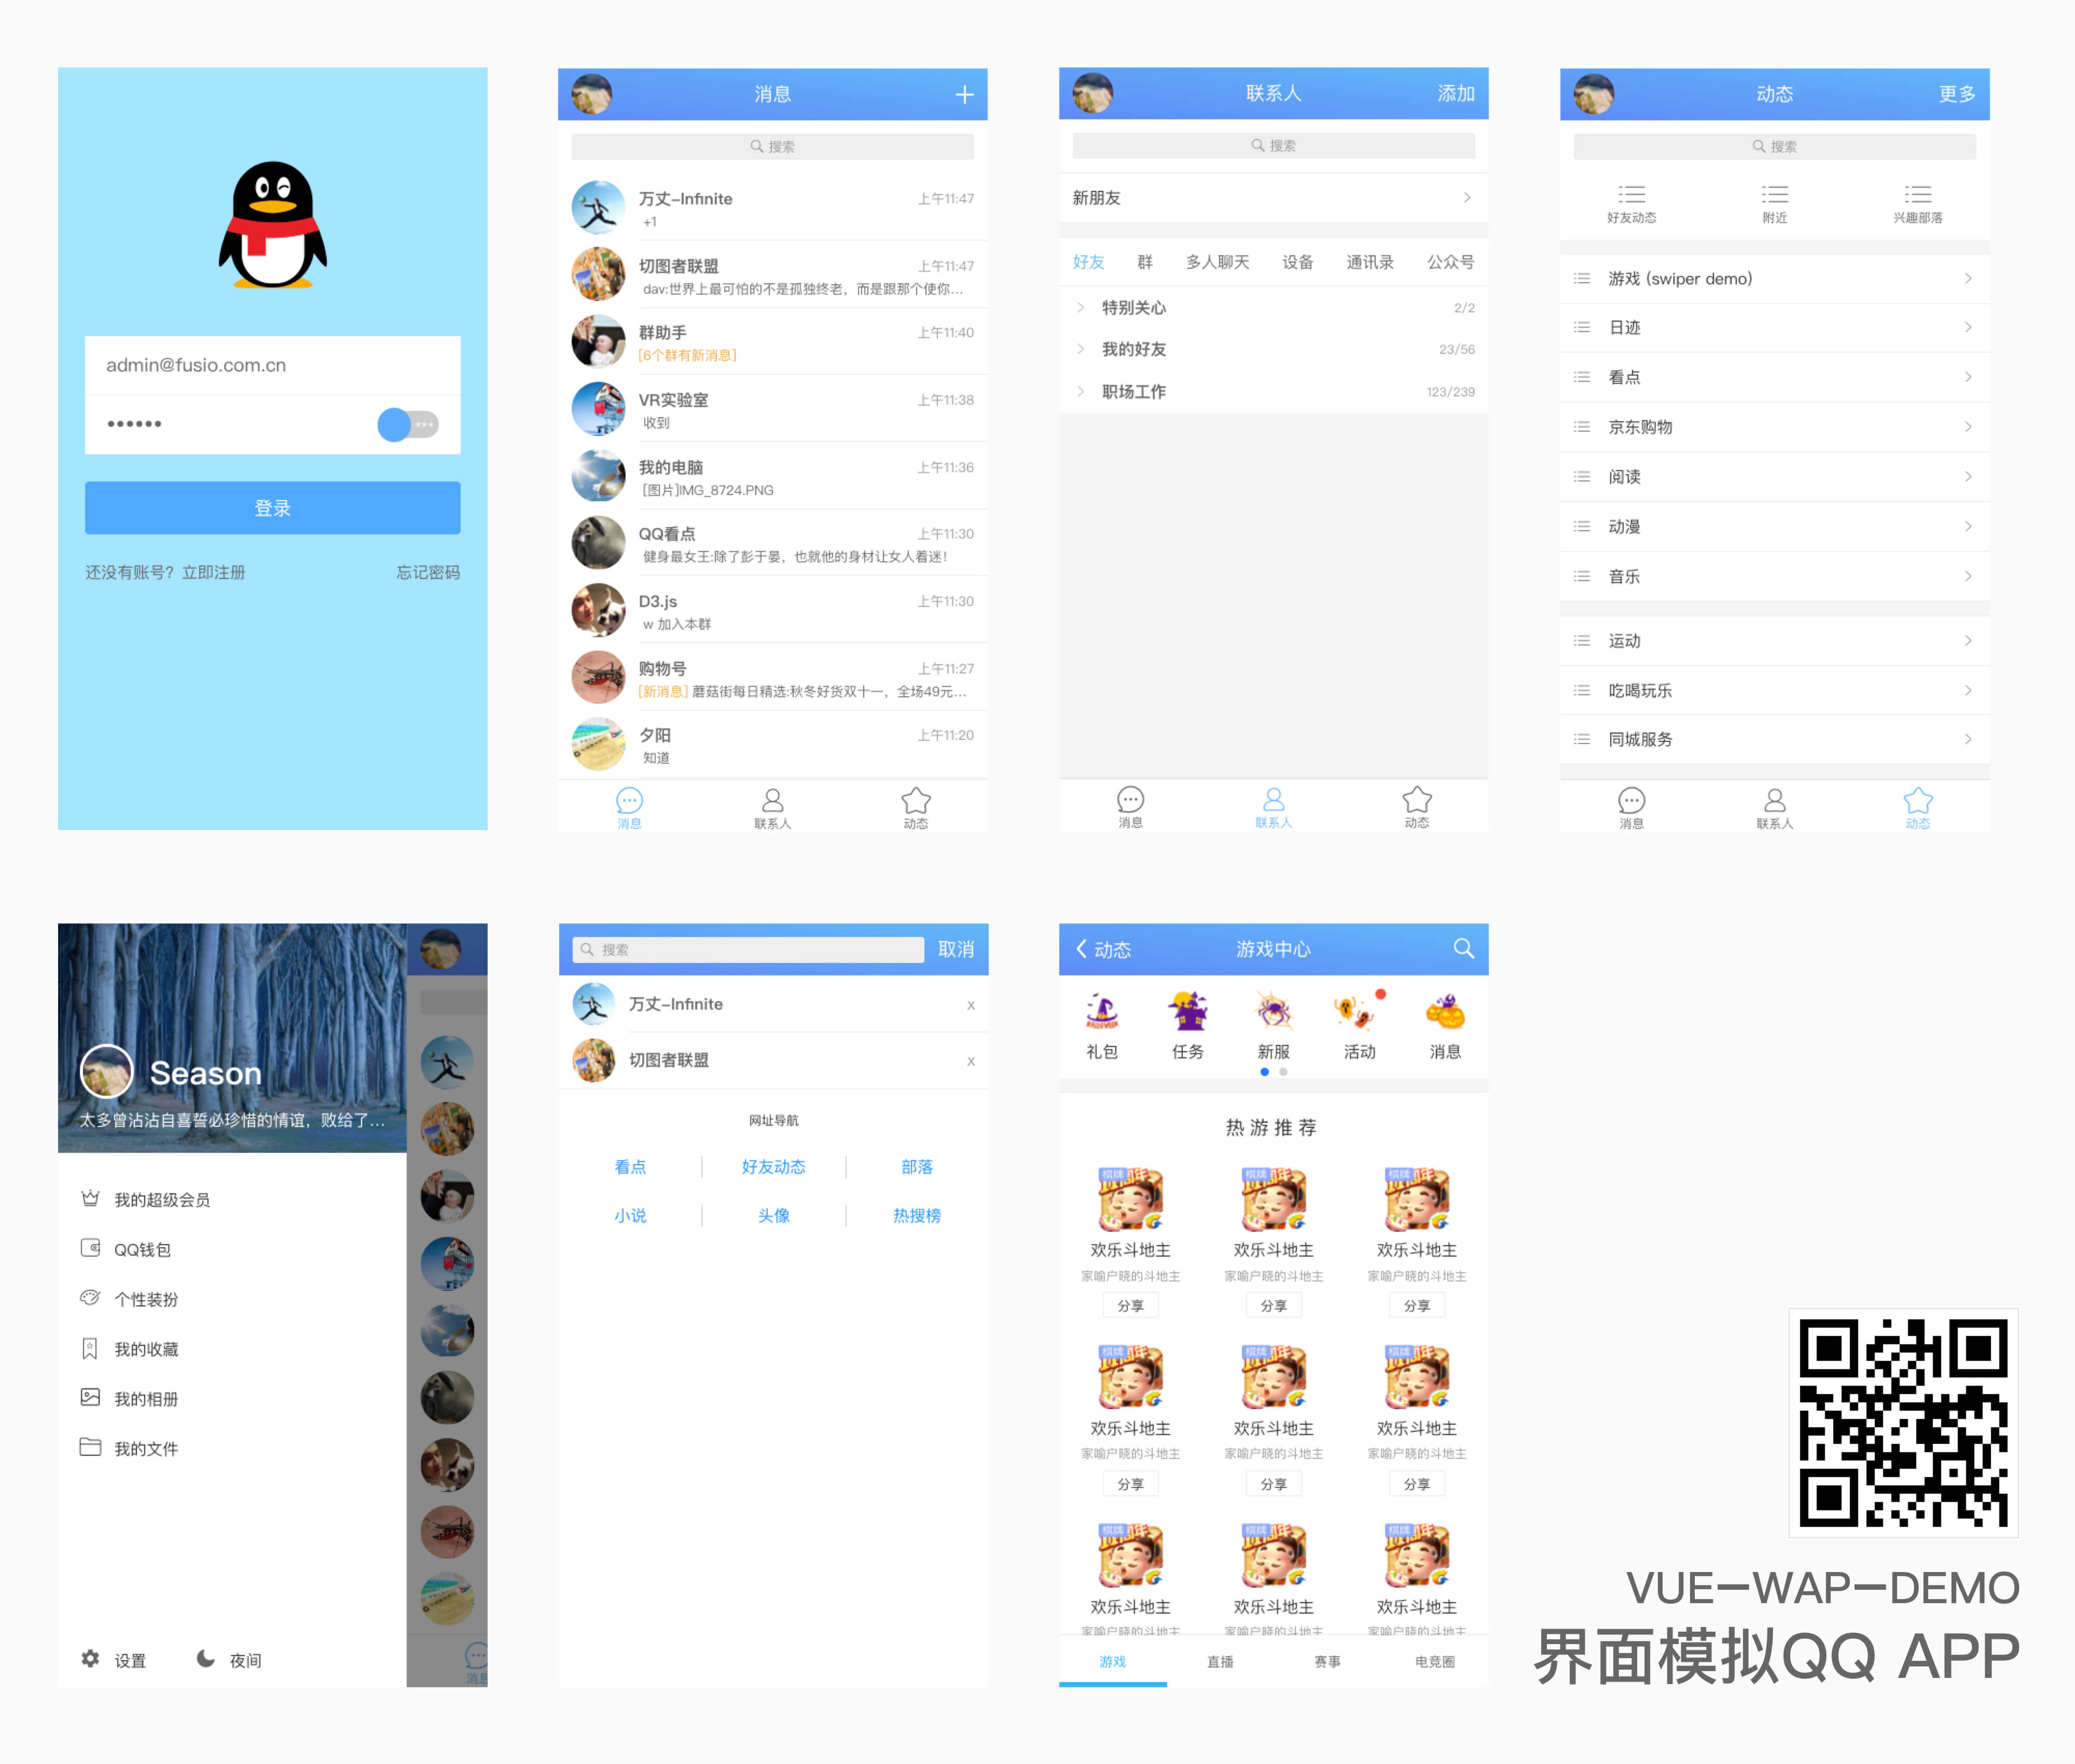 admin@fusio.com.cn
••••••
***
登录
还没有账号? 立即注册
忘记密码
消息
搜索
万丈-Infinite
上午11:47
+1
切图者联盟
上午11:47
dav:世界上最可怕的不是孤独终老，而是跟那个使你...
群助手
上午11:40
[6个群有新消息]
VR实验室
上午11:38
收到
我的电脑
上午11:36
[图片]IMG_8724.PNG
QQ看点
上午11:30
健身最女王:除了彭于晏，也就他的身材让女人着迷!
D3.js
上午11:30
w 加入本群
购物号
上午11:27
[新消息] 蘑菇街每日精选:秋冬好货双十一，全场49元...
夕阳
上午11:20
知道
消息
联系人
动态
联系人
添加
搜索
新朋友
好友 群 多人聊天 设备 通讯录 公众号
特别关心
2/2
我的好友
23/56
职场工作
123/239
消息
联系人
动态
动态
更多
搜索
好友动态
附近
兴趣部落
游戏 (swiper demo)
日迹
看点
京东购物
阅读
动漫
音乐
运动
吃喝玩乐
同城服务
消息
联系人
动态
Season
太多曾沾沾自喜誓必珍惜的情谊，败给了...
我的超级会员
QQ钱包
个性装扮
我的收藏
我的相册
我的文件
设置
夜间
搜索
取消
万丈-Infinite
x
切图者联盟
x
网址导航
看点
好友动态
部落
小说
头像
热搜榜
动态
游戏中心
HALLOWEEN
礼包
任务
新服
活动
消息
热 游 推 荐
棋牌
棋牌
棋牌
欢乐斗地主
欢乐斗地主
欢乐斗地主
家喻户晓的斗地主
家喻户晓的斗地主
家喻户晓的斗地主
分享
分享
分享
棋牌
棋牌
棋牌
欢乐斗地主
欢乐斗地主
欢乐斗地主
家喻户晓的斗地主
家喻户晓的斗地主
家喻户晓的斗地主
分享
分享
分享
棋牌
棋牌
棋牌
欢乐斗地主
欢乐斗地主
欢乐斗地主
家喻户晓的斗地主
家喻户晓的斗地主
家喻户晓的斗地主
游戏
直播
赛事
电竞圈
VUE-WAP-DEMO
界面模拟QQ APP